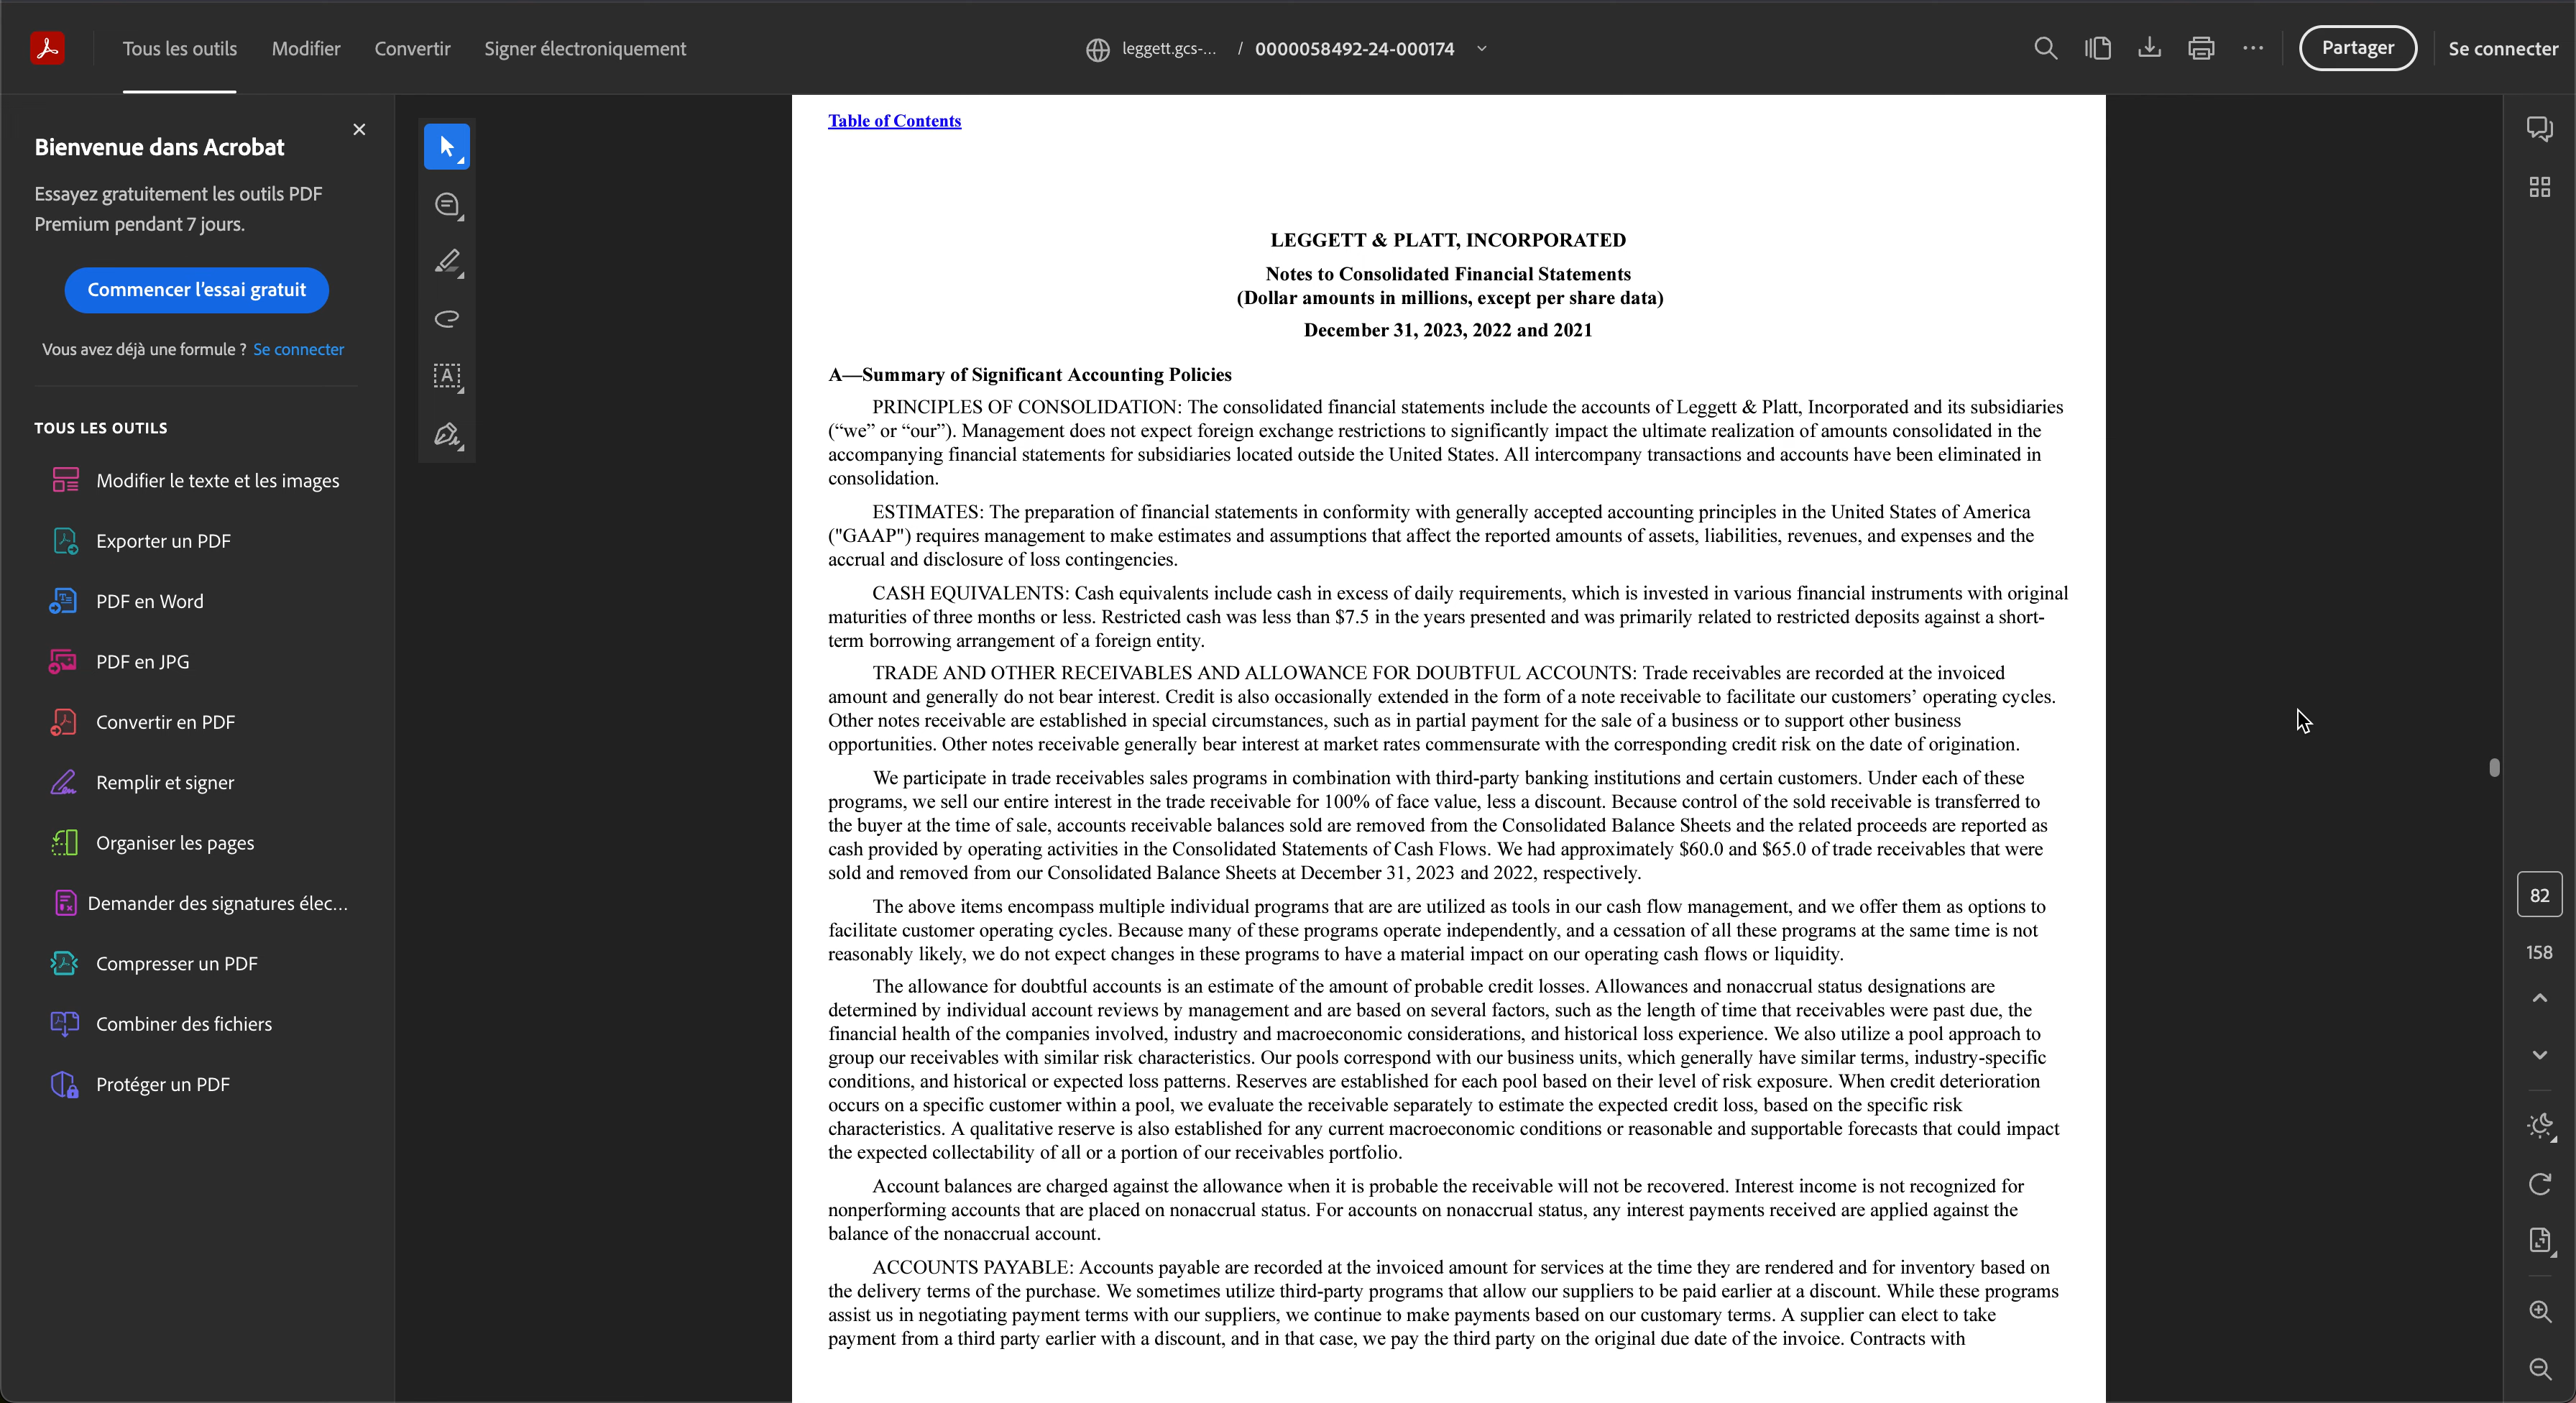 Tous les outils Modifier Convertir Signer électroniquement leggett.gcs-... / 0000058492-24-000174 Partager Se connecter
Bienvenue dans Acrobat
Essayez gratuitement les outils PDF
Premium pendant 7 jours.
Commencer l’essai gratuit
Vous avez déjà une formule ? Se connecter
TOUS LES OUTILS
Modifier le texte et les images
Exporter un PDF
PDF en Word
PDF en JPG
Convertir en PDF
Remplir et signer
Organiser les pages
Demander des signatures élec...
Compresser un PDF
Combiner des fichiers
Protéger un PDF
Table of Contents
LEGGETT & PLATT, INCORPORATED
Notes to Consolidated Financial Statements
(Dollar amounts in millions, except per share data)
December 31, 2023, 2022 and 2021
A—Summary of Significant Accounting Policies
PRINCIPLES OF CONSOLIDATION: The consolidated financial statements include the accounts of Leggett & Platt, Incorporated and its subsidiaries
(“we” or “our”). Management does not expect foreign exchange restrictions to significantly impact the ultimate realization of amounts consolidated in the
accompanying financial statements for subsidiaries located outside the United States. All intercompany transactions and accounts have been eliminated in
consolidation.
ESTIMATES: The preparation of financial statements in conformity with generally accepted accounting principles in the United States of America
("GAAP") requires management to make estimates and assumptions that affect the reported amounts of assets, liabilities, revenues, and expenses and the
accrual and disclosure of loss contingencies.
CASH EQUIVALENTS: Cash equivalents include cash in excess of daily requirements, which is invested in various financial instruments with original
maturities of three months or less. Restricted cash was less than $7.5 in the years presented and was primarily related to restricted deposits against a short-
term borrowing arrangement of a foreign entity.
TRADE AND OTHER RECEIVABLES AND ALLOWANCE FOR DOUBTFUL ACCOUNTS: Trade receivables are recorded at the invoiced
amount and generally do not bear interest. Credit is also occasionally extended in the form of a note receivable to facilitate our customers’ operating cycles.
Other notes receivable are established in special circumstances, such as in partial payment for the sale of a business or to support other business
opportunities. Other notes receivable generally bear interest at market rates commensurate with the corresponding credit risk on the date of origination.
We participate in trade receivables sales programs in combination with third-party banking institutions and certain customers. Under each of these
programs, we sell our entire interest in the trade receivable for 100% of face value, less a discount. Because control of the sold receivable is transferred to
the buyer at the time of sale, accounts receivable balances sold are removed from the Consolidated Balance Sheets and the related proceeds are reported as
cash provided by operating activities in the Consolidated Statements of Cash Flows. We had approximately $60.0 and $65.0 of trade receivables that were
sold and removed from our Consolidated Balance Sheets at December 31, 2023 and 2022, respectively.
The above items encompass multiple individual programs that are are utilized as tools in our cash flow management, and we offer them as options to
facilitate customer operating cycles. Because many of these programs operate independently, and a cessation of all these programs at the same time is not
reasonably likely, we do not expect changes in these programs to have a material impact on our operating cash flows or liquidity.
The allowance for doubtful accounts is an estimate of the amount of probable credit losses. Allowances and nonaccrual status designations are
determined by individual account reviews by management and are based on several factors, such as the length of time that receivables were past due, the
financial health of the companies involved, industry and macroeconomic considerations, and historical loss experience. We also utilize a pool approach to
group our receivables with similar risk characteristics. Our pools correspond with our business units, which generally have similar terms, industry-specific
conditions, and historical or expected loss patterns. Reserves are established for each pool based on their level of risk exposure. When credit deterioration
occurs on a specific customer within a pool, we evaluate the receivable separately to estimate the expected credit loss, based on the specific risk
characteristics. A qualitative reserve is also established for any current macroeconomic conditions or reasonable and supportable forecasts that could impact
the expected collectability of all or a portion of our receivables portfolio.
Account balances are charged against the allowance when it is probable the receivable will not be recovered. Interest income is not recognized for
nonperforming accounts that are placed on nonaccrual status. For accounts on nonaccrual status, any interest payments received are applied against the
balance of the nonaccrual account.
ACCOUNTS PAYABLE: Accounts payable are recorded at the invoiced amount for services at the time they are rendered and for inventory based on
the delivery terms of the purchase. We sometimes utilize third-party programs that allow our suppliers to be paid earlier at a discount. While these programs
assist us in negotiating payment terms with our suppliers, we continue to make payments based on our customary terms. A supplier can elect to take
payment from a third party earlier with a discount, and in that case, we pay the third party on the original due date of the invoice. Contracts with
82
158